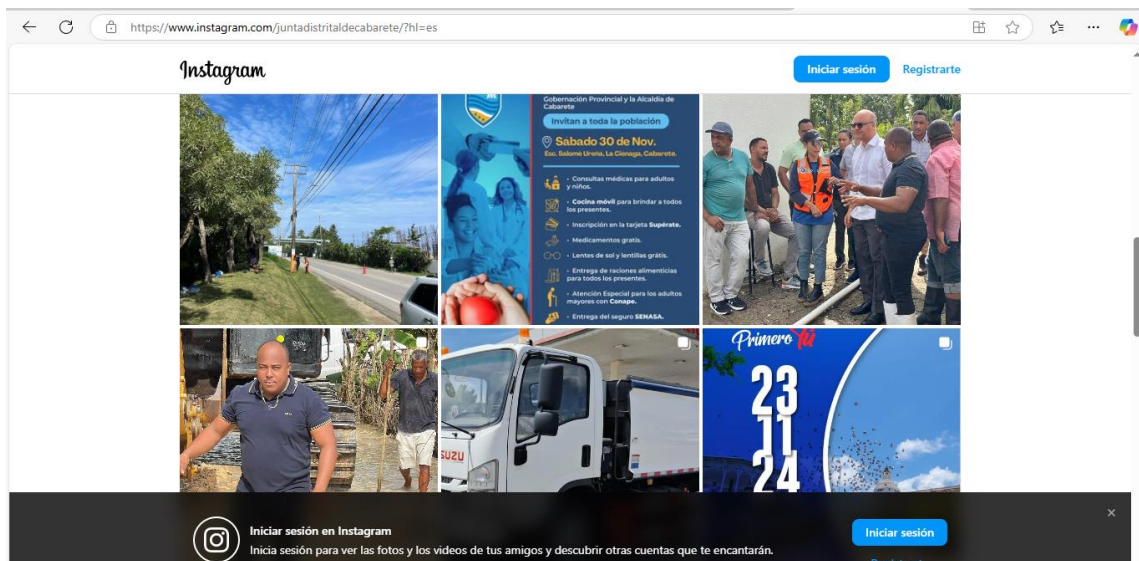 https://www.instagram.com/juntadistritaldecabarete/?hl=es
Instagram
Iniciar sesión
Registrarte
Gobernación Provincial y la Alcaldía de
Cabarete
Invitan a toda la población
Sabado 30 de Nov.
Esc. Salome Ureña, La Cienaga, Cabarete.
• Consultas médicas para adultos
y niños.
• Cocina móvil para brindar a todos
los presentes.
• Inscripción en la tarjeta Supérate.
• Medicamentos gratis.
• Lentes de sol y lentillas grátis.
• Entrega de raciones alimenticias
para todos los presentes.
• Atención Especial para los adultos
mayores con Conape.
• Entrega del seguro SENASA.
SUZU
Primero Tú
23
11
24
Iniciar sesión en Instagram
Inicia sesión para ver las fotos y los videos de tus amigos y descubrir otras cuentas que te encantarán.
Iniciar sesión